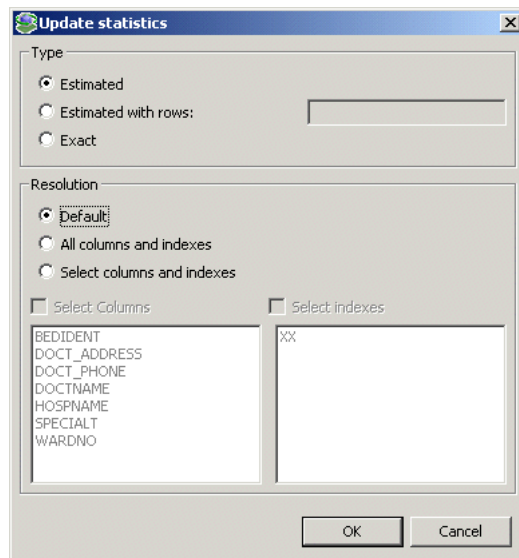 Update statistics
Type
Estimated
Estimated with rows:
Exact
Resolution
Default
All columns and indexes
Select columns and indexes
Select Columns
Select indexes
BEDIDENT
DOCT_ADDRESS
DOCT_PHONE
DOCTNAME
HOSPNAME
SPECIALT
WARDNO
XX
OK
Cancel